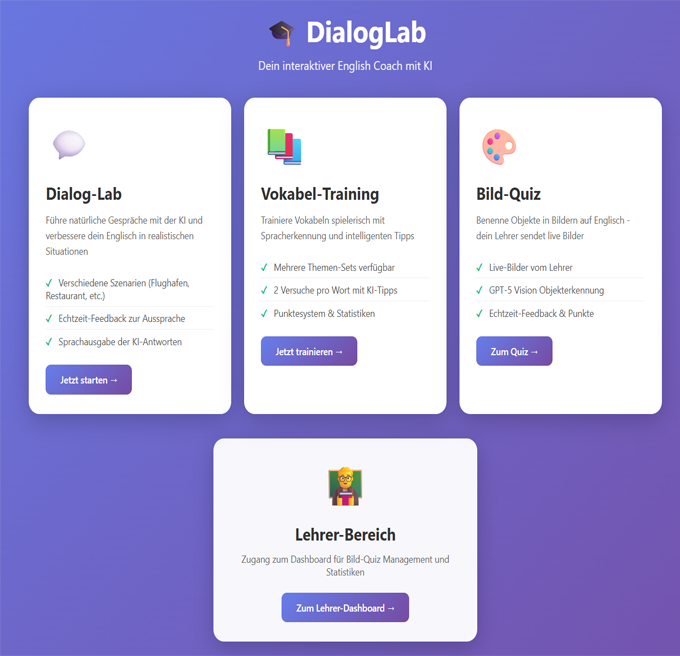 DialogLab
Dein interaktiver English Coach mit KI
Dialog-Lab
Führe natürliche Gespräche mit der KI und
verbessere dein Englisch in realistischen
Situationen
✓ Verschiedene Szenarien (Flughafen,
Restaurant, etc.)
✓ Echtzeit-Feedback zur Aussprache
✓ Sprachausgabe der KI-Antworten
Jetzt starten →
Vokabel-Training
Trainiere Vokabeln spielerisch mit
Spracherkennung und intelligenten Tipps
✓ Mehrere Themen-Sets verfügbar
✓ 2 Versuche pro Wort mit KI-Tipps
✓ Punktesystem & Statistiken
Jetzt trainieren →
Bild-Quiz
Benenne Objekte in Bildern auf Englisch -
dein Lehrer sendet live Bilder
✓ Live-Bilder vom Lehrer
✓ GPT-5 Vision Objekterkennung
✓ Echtzeit-Feedback & Punkte
Zum Quiz →
Lehrer-Bereich
Zugang zum Dashboard für Bild-Quiz Management und
Statistiken
Zum Lehrer-Dashboard →